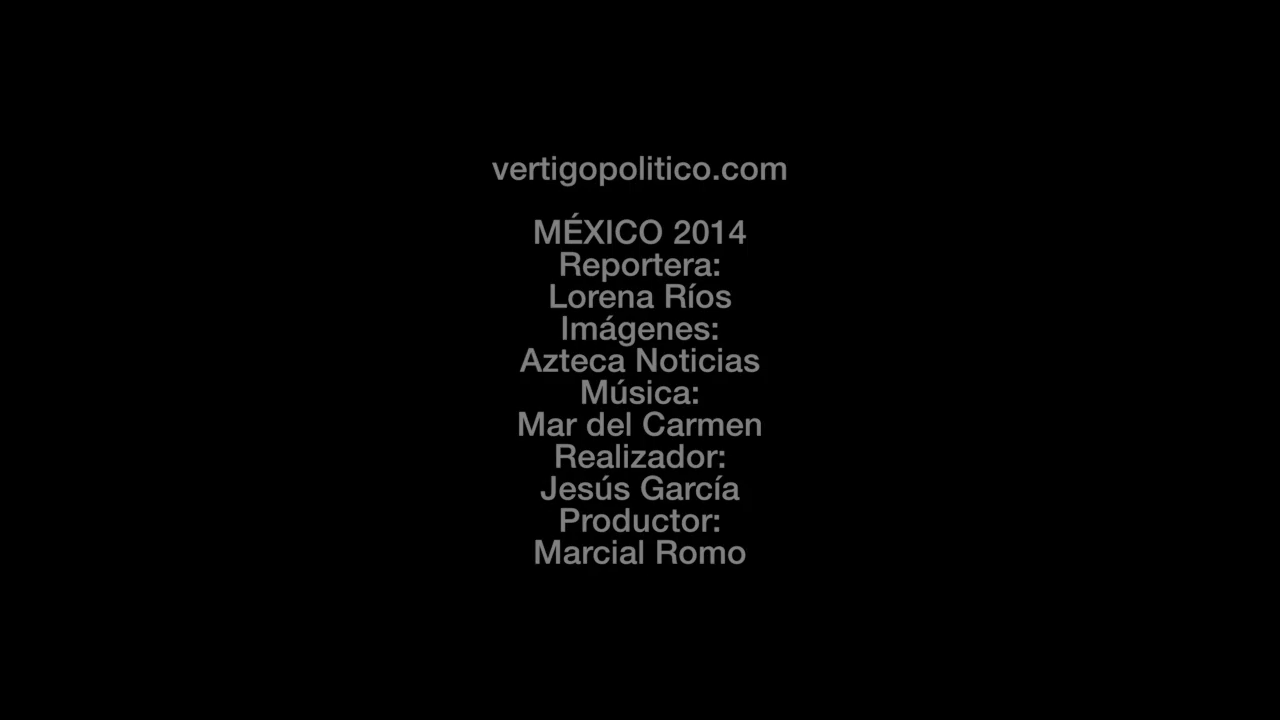 vertigopolitico.com
MÉXICO 2014
Reportera:
Lorena Ríos
Imágenes:
Azteca Noticias
Música:
Mar del Carmen
Realizador:
Jesús García
Productor:
Marcial Romo